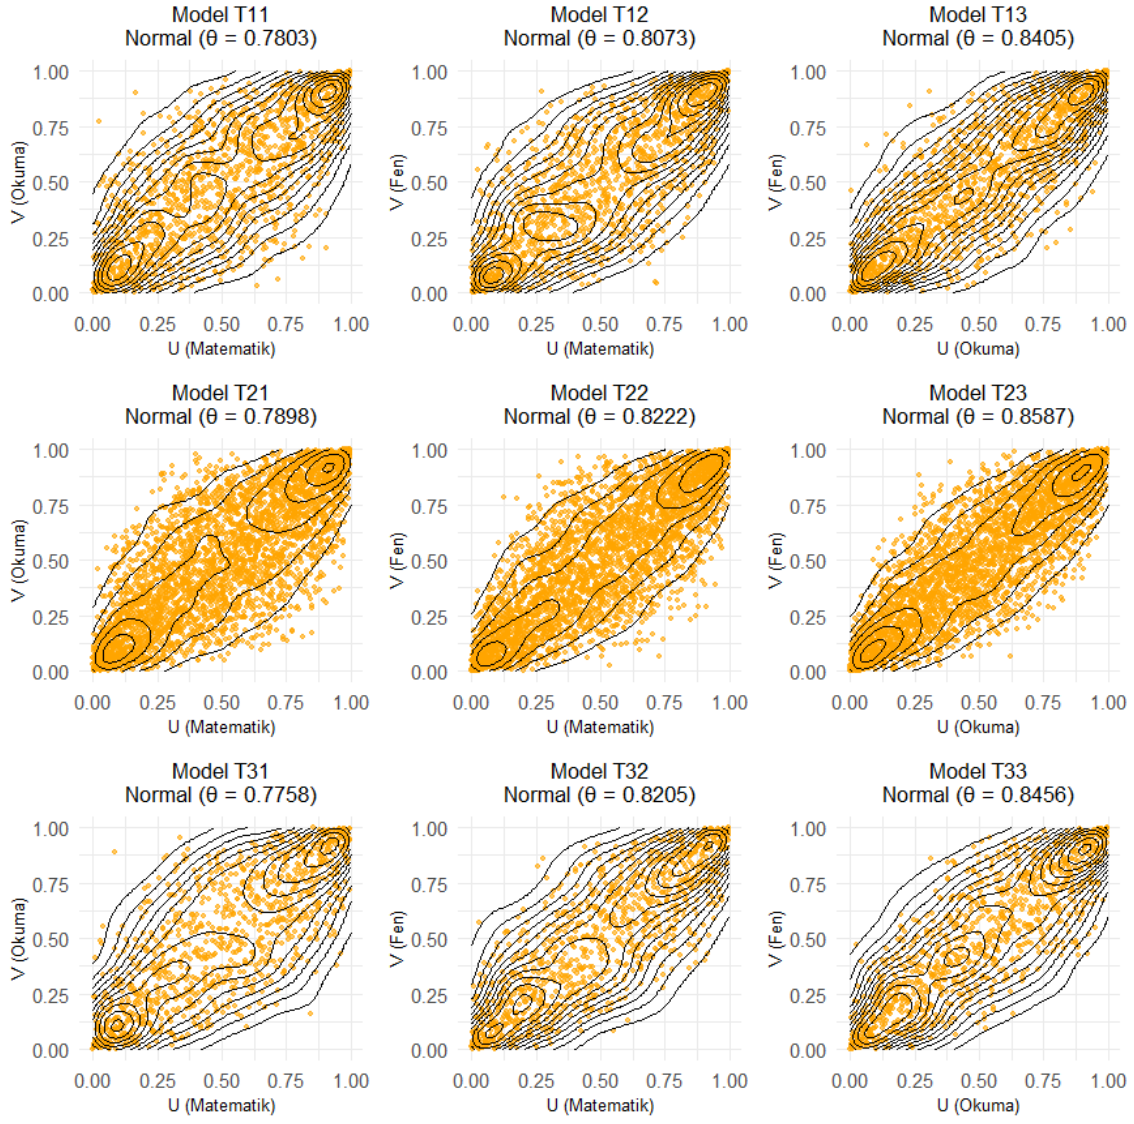 Model T11
Normal (θ = 0.7803)
1.00
0.75
0.50
0.25
0.00
V (Okuma)
0.00 0.25 0.50 0.75 1.00
U (Matematik)
Model T12
Normal (θ = 0.8073)
1.00
0.75
0.50
0.25
0.00
V (Fen)
0.00 0.25 0.50 0.75 1.00
U (Matematik)
Model T13
Normal (θ = 0.8405)
1.00
0.75
0.50
0.25
0.00
V (Fen)
0.00 0.25 0.50 0.75 1.00
U (Okuma)
Model T21
Normal (θ = 0.7898)
1.00
0.75
0.50
0.25
0.00
V (Okuma)
0.00 0.25 0.50 0.75 1.00
U (Matematik)
Model T22
Normal (θ = 0.8222)
1.00
0.75
0.50
0.25
0.00
V (Fen)
0.00 0.25 0.50 0.75 1.00
U (Matematik)
Model T23
Normal (θ = 0.8587)
1.00
0.75
0.50
0.25
0.00
V (Fen)
0.00 0.25 0.50 0.75 1.00
U (Okuma)
Model T31
Normal (θ = 0.7758)
1.00
0.75
0.50
0.25
0.00
V (Okuma)
0.00 0.25 0.50 0.75 1.00
U (Matematik)
Model T32
Normal (θ = 0.8205)
1.00
0.75
0.50
0.25
0.00
V (Fen)
0.00 0.25 0.50 0.75 1.00
U (Matematik)
Model T33
Normal (θ = 0.8456)
1.00
0.75
0.50
0.25
0.00
V (Fen)
0.00 0.25 0.50 0.75 1.00
U (Okuma)